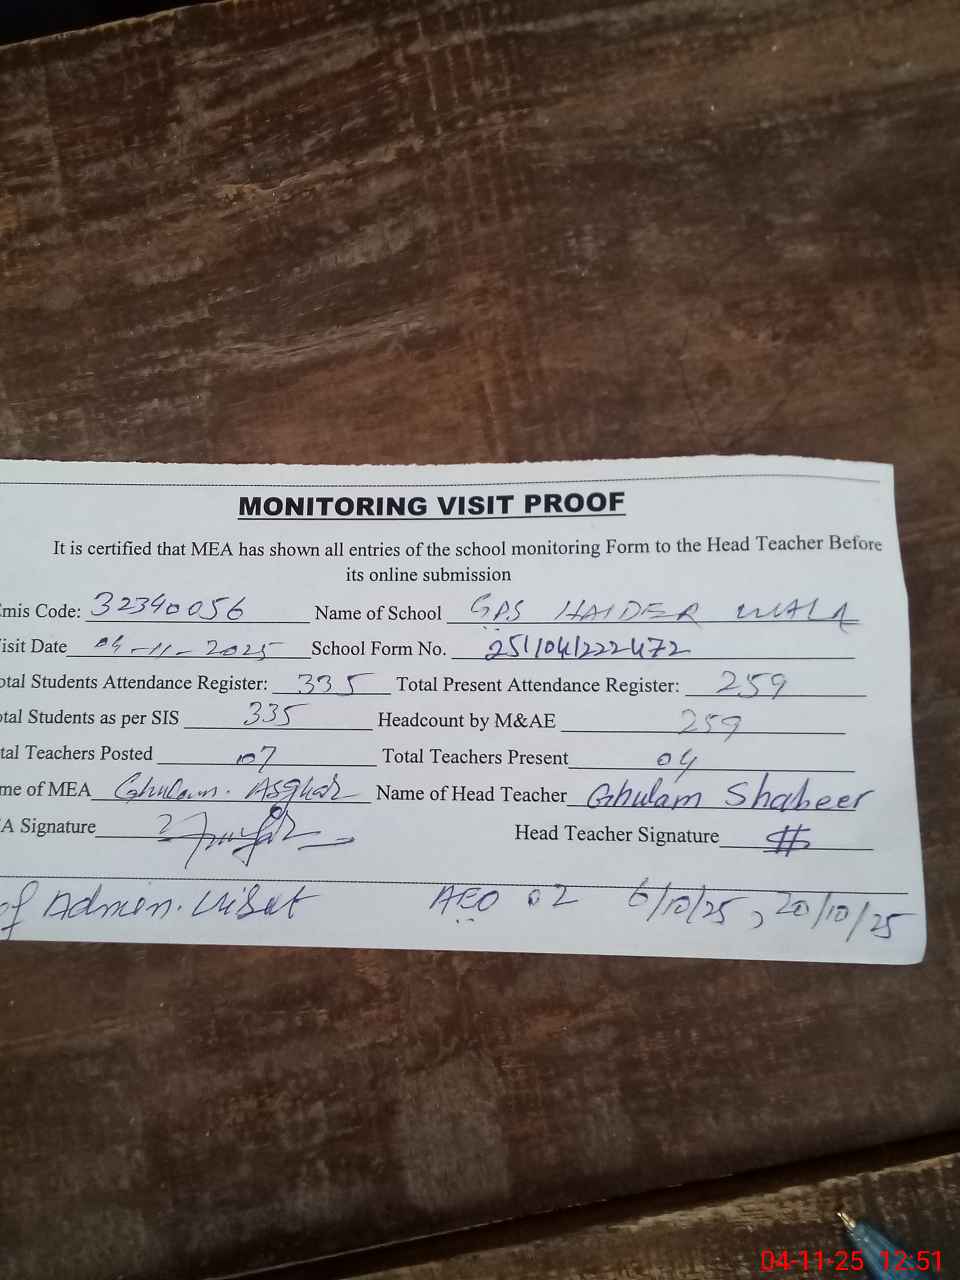 MONITORING VISIT PROOF
It is certified that MEA has shown all entries of the school monitoring Form to the Head Teacher Before
its online submission
mis Code: 32340056 Name of School GPS HAIDER WALA
isit Date 04-11-2025 School Form No. 2511041222472
otal Students Attendance Register: 335 Total Present Attendance Register: 259
tal Students as per SIS 335 Headcount by M&AE 259
tal Teachers Posted 07 Total Teachers Present 04
me of MEA Ghulam. Asghar Name of Head Teacher Ghulam Shabeer
A Signature Head Teacher Signature
of Admen. Viset AEO 02 6/10/25, 20/10/25
04-11-25 12:51